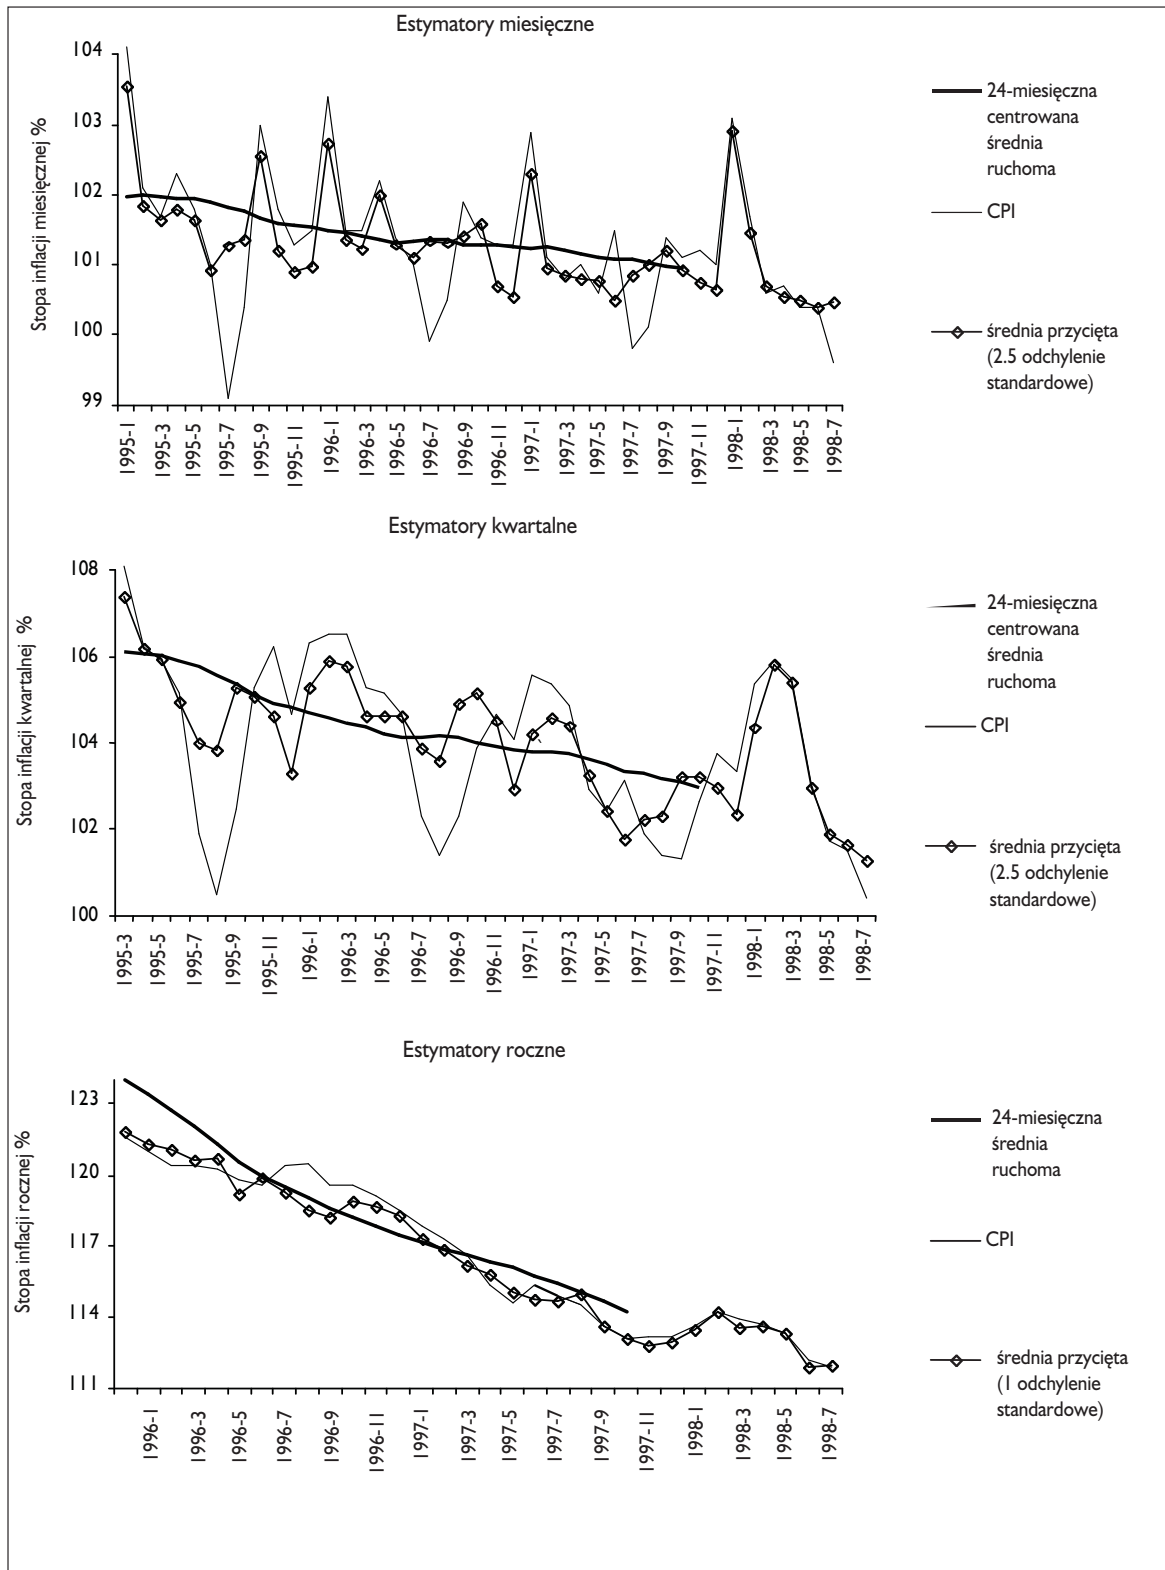 Estymatory miesięczne
Stopa inflacji miesięcznej %
104
103
102
101
100
99
1995-1
1995-3
1995-5
1995-7
1995-9
1995-11
1996-1
1996-3
1996-5
1996-7
1996-9
1996-11
1997-1
1997-3
1997-5
1997-7
1997-9
1997-11
1998-1
1998-3
1998-5
1998-7
24-miesięczna
centrowana
średnia
ruchoma
CPI
średnia przycięta
(2.5 odchylenie
standardowe)
Estymatory kwartalne
Stopa inflacji kwartalnej %
108
106
104
102
100
1995-3
1995-5
1995-7
1995-9
1995-11
1996-1
1996-3
1996-5
1996-7
1996-9
1996-11
1997-1
1997-3
1997-5
1997-7
1997-9
1997-11
1998-1
1998-3
1998-5
1998-7
24-miesięczna
centrowana
średnia
ruchoma
CPI
średnia przycięta
(2.5 odchylenie
standardowe)
Estymatory roczne
Stopa inflacji rocznej %
123
120
117
114
111
1996-1
1996-3
1996-5
1996-7
1996-9
1996-11
1997-1
1997-3
1997-5
1997-7
1997-9
1997-11
1998-1
1998-3
1998-5
1998-7
24-miesięczna
średnia
ruchoma
CPI
średnia przycięta
(1 odchylenie
standardowe)